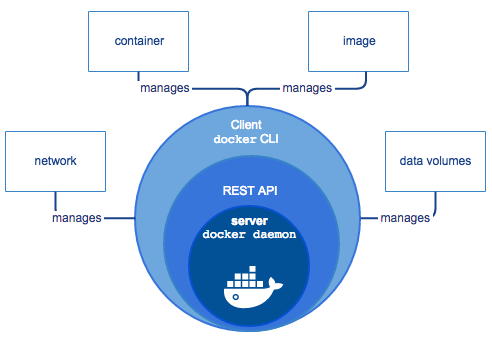 container
image
manages
manages
Client
docker CLI
network
data volumes
REST API
manages
manages
server
docker daemon